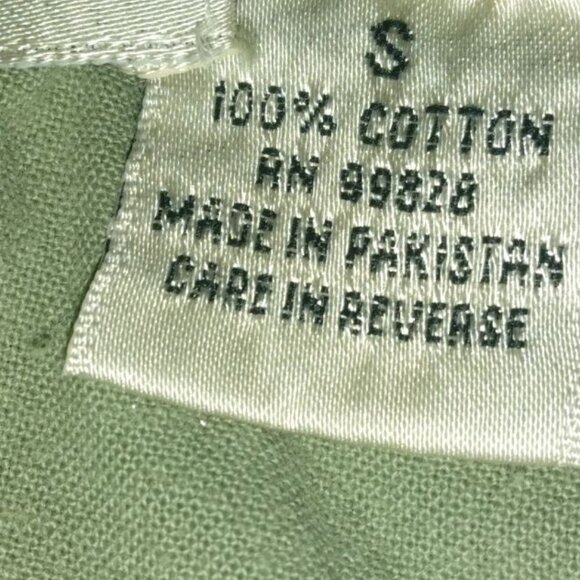 S
100% COTTON
RN 99828
MADE IN PAKISTAN
CARE IN REVERSE